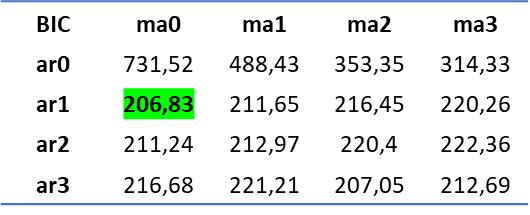 BIC ma0 ma1 ma2 ma3
ar0 731,52 488,43 353,35 314,33
ar1 206,83 211,65 216,45 220,26
ar2 211,24 212,97 220,4 222,36
ar3 216,68 221,21 207,05 212,69